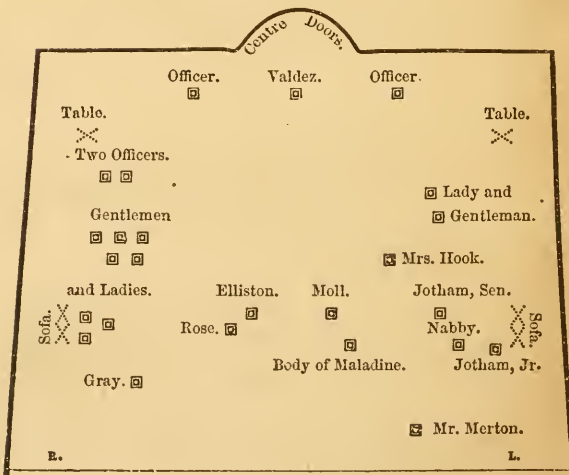 Centre Doors.
Officer. Valdez. Officer.
Table. Table.
Two Officers.
Lady and
Gentlemen Gentleman.
Mrs. Hook.
and Ladies. Elliston. Moll. Jotham, Sen.
Sofa. Rose. Nabby. Sofa.
Body of Maladine. Jotham, Jr.
Gray.
Mr. Merton.
R. L.